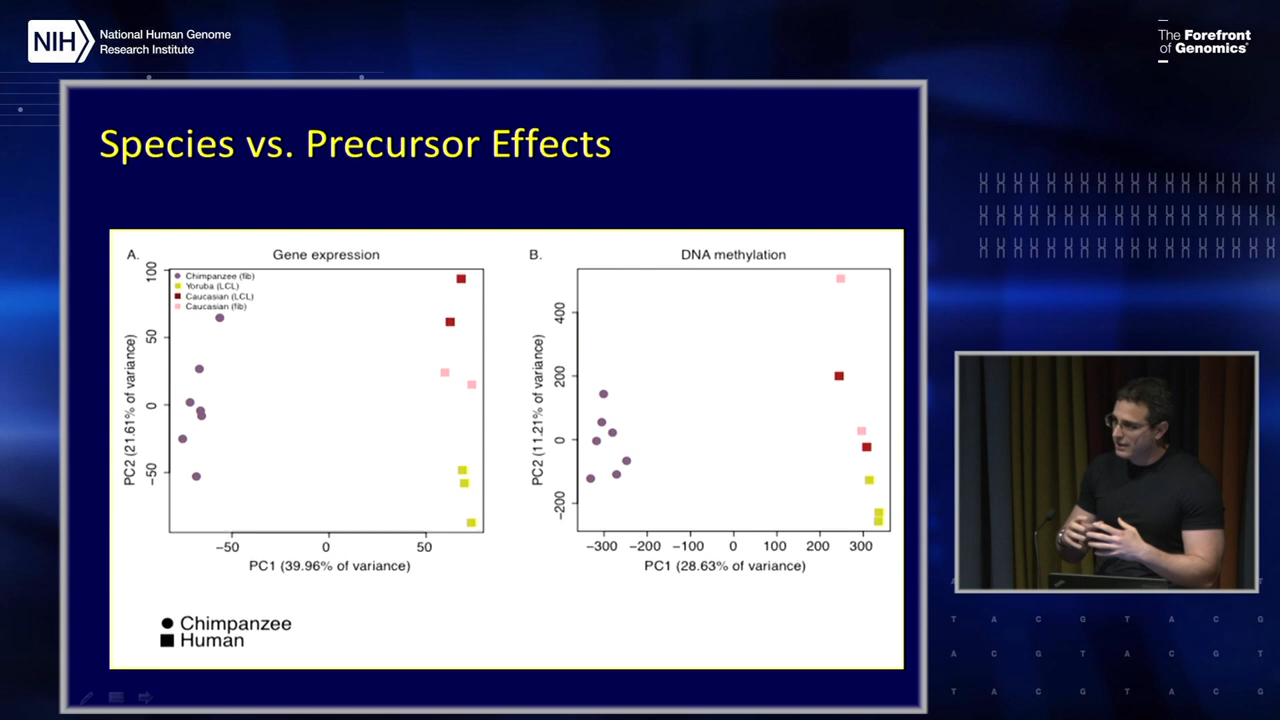 NIH
National Human Genome
Research Institute
The Forefront
of Genomics®
Species vs. Precursor Effects
A.
Gene expression
Chimpanzee (fib)
Yoruba (LCL)
Caucasian (LCL)
Caucasian (fib)
100
50
0
−50
PC2 (21.61% of variance)
−50
0
50
PC1 (39.96% of variance)
B.
DNA methylation
400
200
0
−200
PC2 (11.21% of variance)
−300
−200
−100
0
100
200
300
PC1 (28.63% of variance)
Chimpanzee
Human
T A C G T A C G
A C G T A C G T
T A C G T A C G